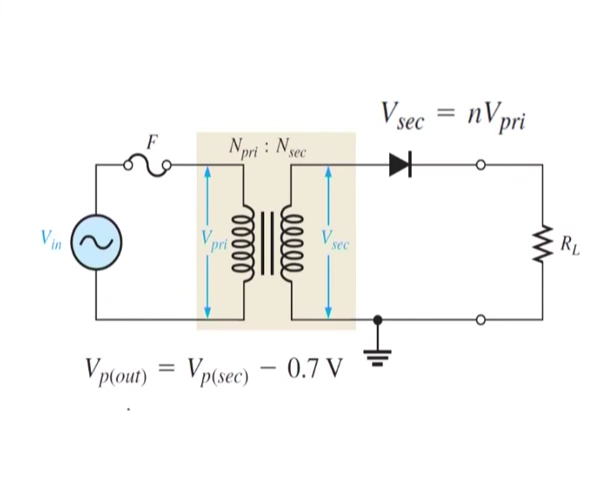 V_sec = nV_pri
F
N_pri : N_sec
V_in
V_pri
V_sec
R_L
V_p(out) = V_p(sec) − 0.7 V